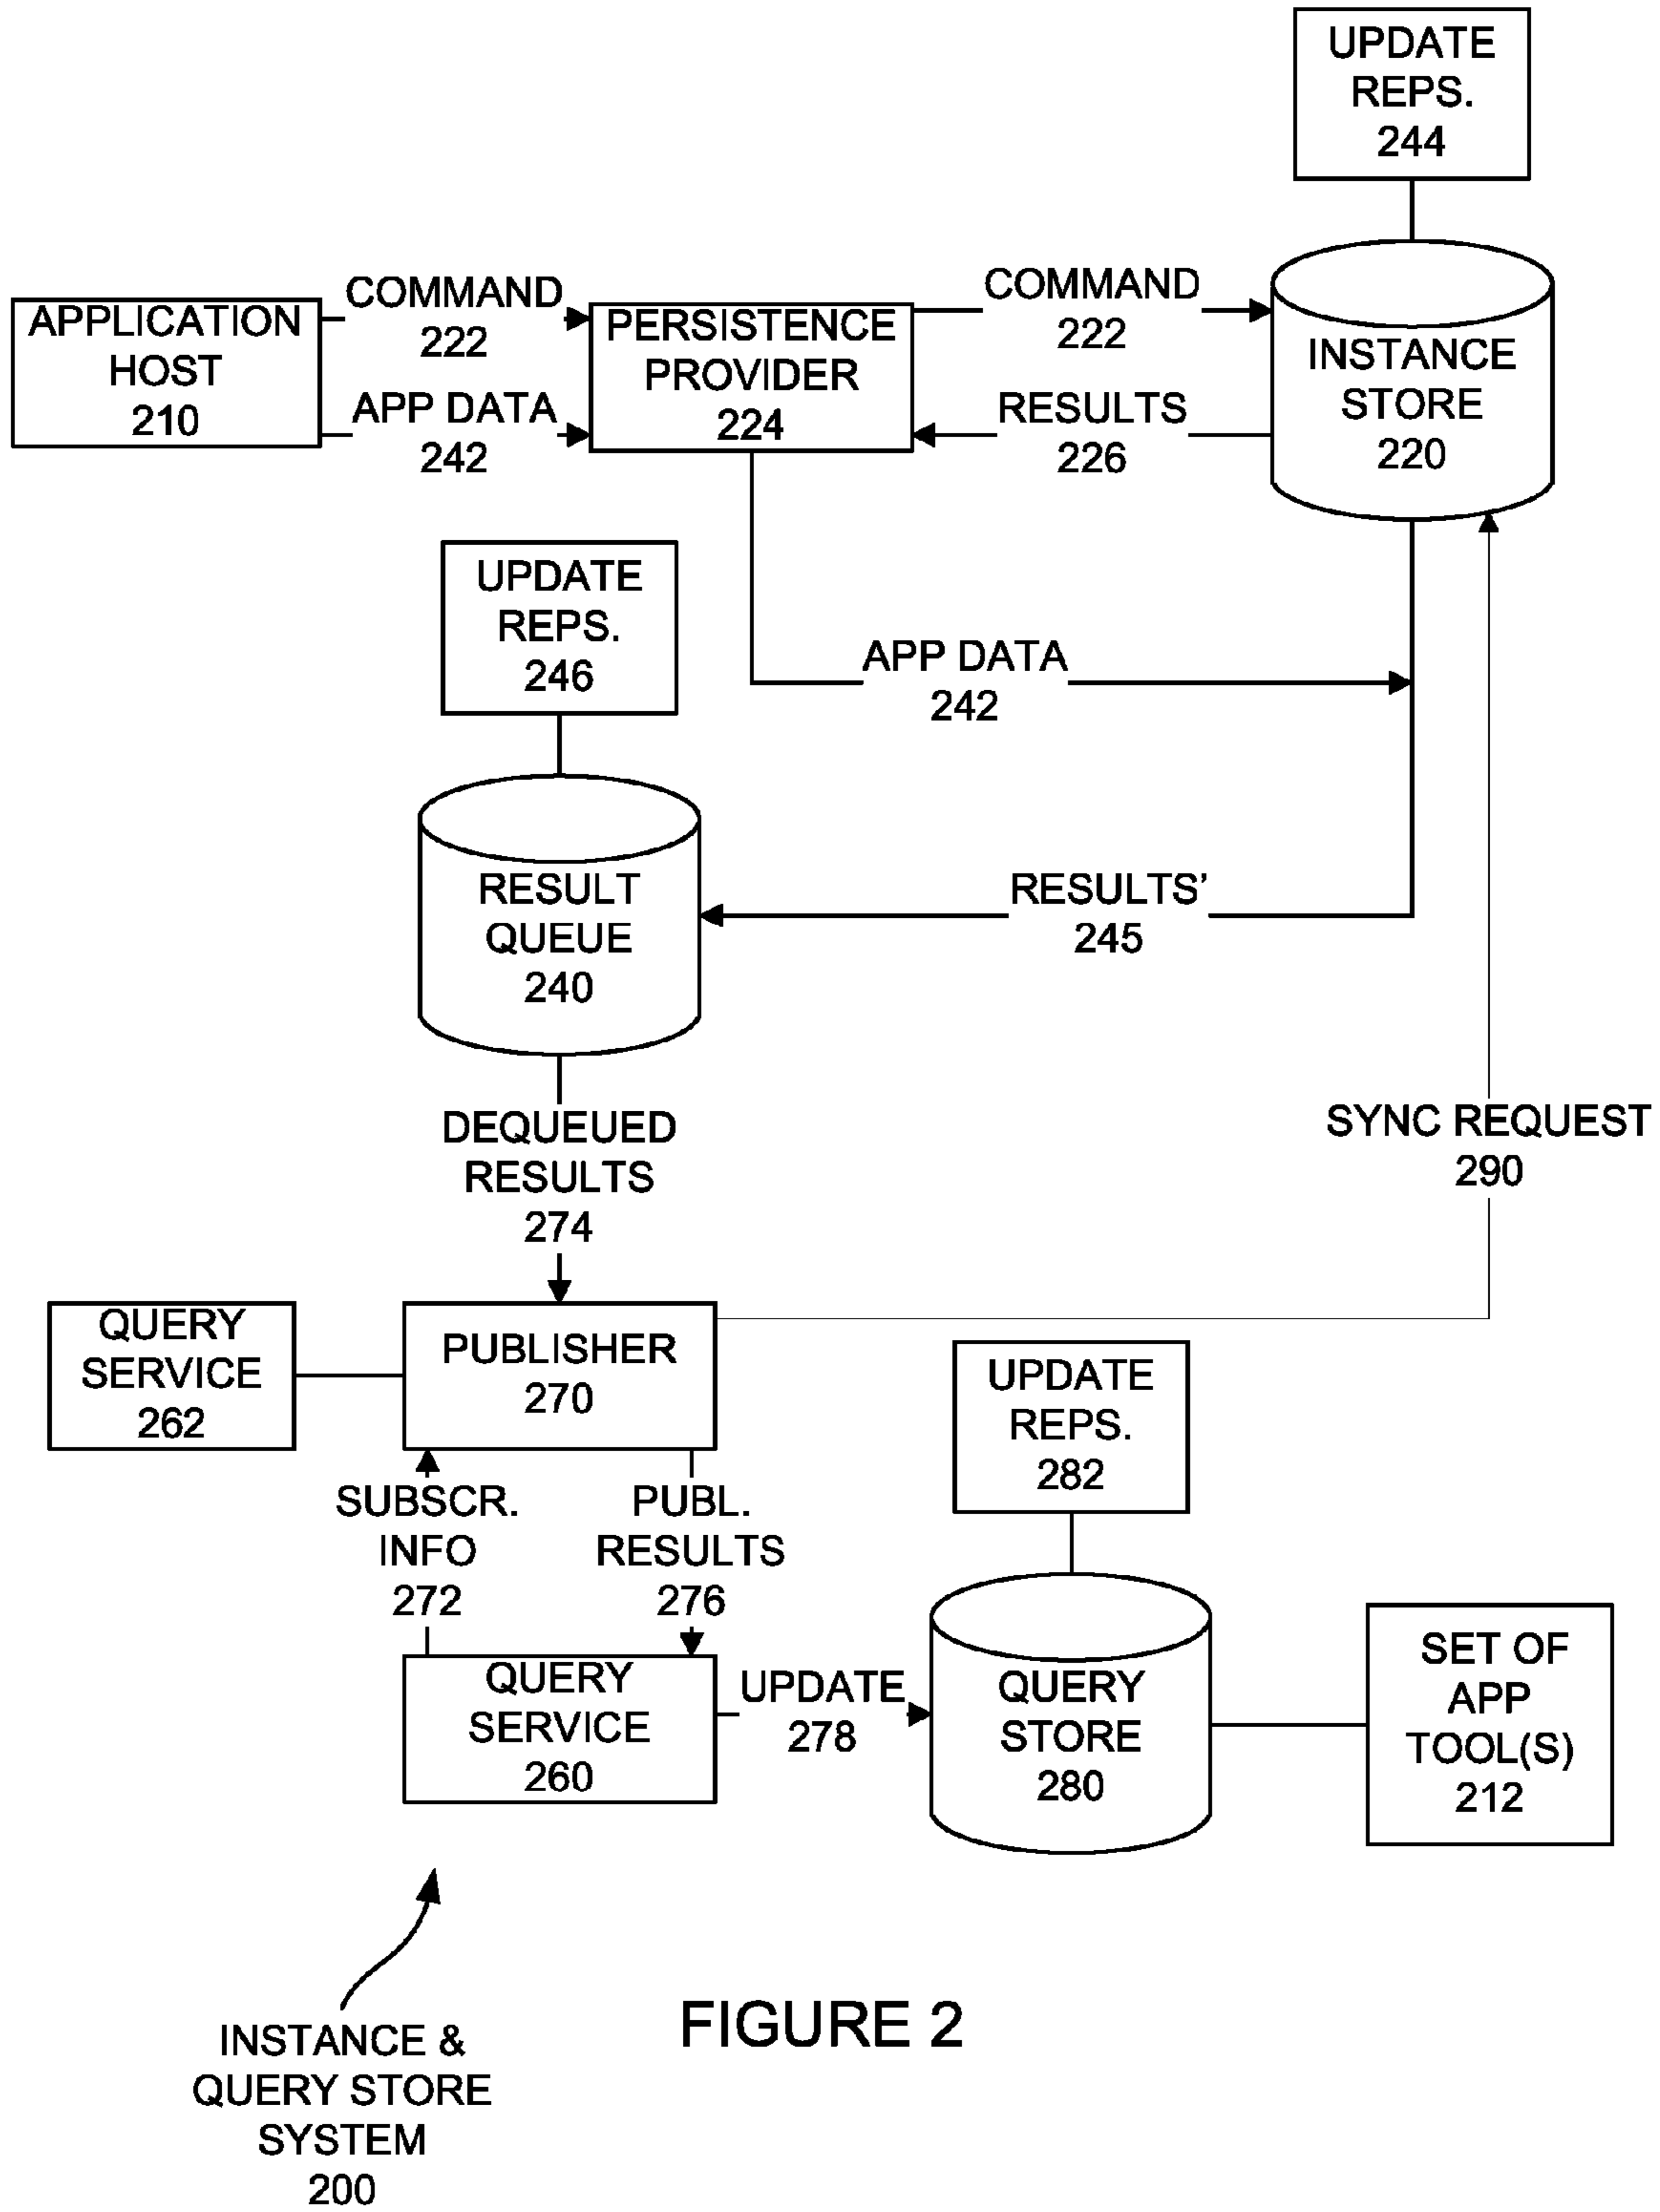 UPDATE
REPS.
244
APPLICATION
HOST
210
COMMAND
222
APP DATA
242
PERSISTENCE
PROVIDER
224
COMMAND
222
RESULTS
226
INSTANCE
STORE
220
UPDATE
REPS.
246
APP DATA
242
RESULT
QUEUE
240
RESULTS’
245
DEQUEUED
RESULTS
274
SYNC REQUEST
290
QUERY
SERVICE
262
PUBLISHER
270
UPDATE
REPS.
282
SUBSCR.
INFO
272
PUBL.
RESULTS
276
QUERY
SERVICE
260
UPDATE
278
QUERY
STORE
280
SET OF
APP
TOOL(S)
212
INSTANCE &
QUERY STORE
SYSTEM
200
FIGURE 2